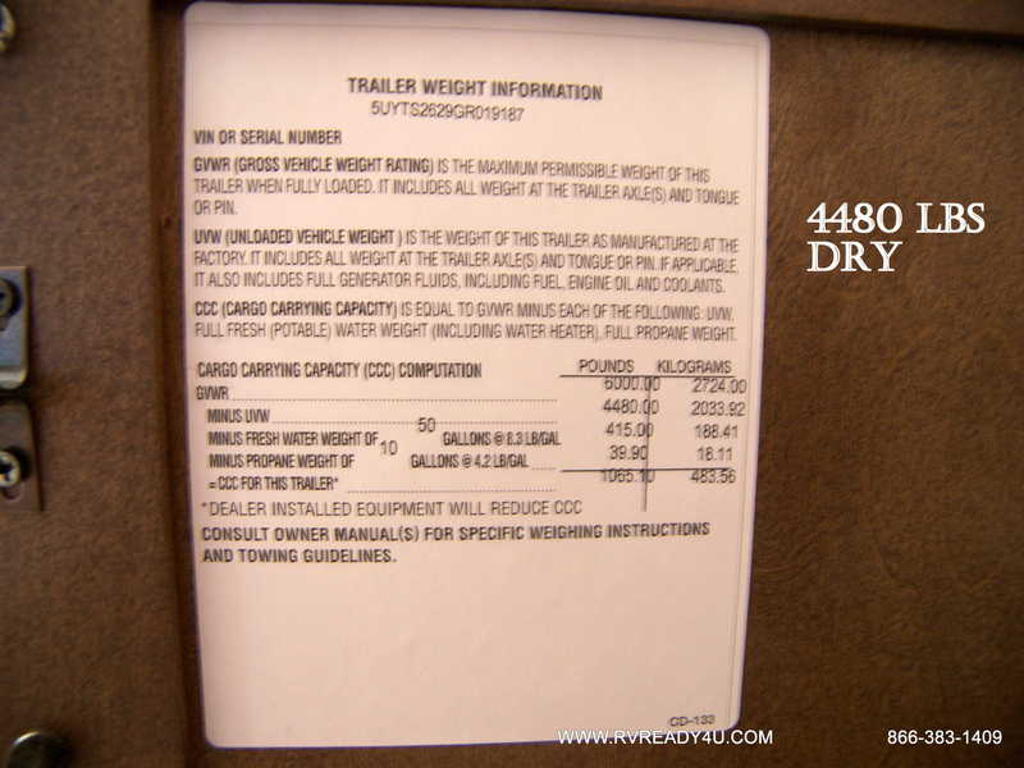 TRAILER WEIGHT INFORMATION
5UYTS2629GR019187
VIN OR SERIAL NUMBER
GVWR (GROSS VEHICLE WEIGHT RATING) IS THE MAXIMUM PERMISSIBLE WEIGHT OF THIS
TRAILER WHEN FULLY LOADED. IT INCLUDES ALL WEIGHT AT THE TRAILER AXLE(S) AND TONGUE
OR PIN.
UVW (UNLOADED VEHICLE WEIGHT ) IS THE WEIGHT OF THIS TRAILER AS MANUFACTURED AT THE
FACTORY. IT INCLUDES ALL WEIGHT AT THE TRAILER AXLE(S) AND TONGUE OR PIN. IF APPLICABLE,
IT ALSO INCLUDES FULL GENERATOR FLUIDS, INCLUDING FUEL, ENGINE OIL AND COOLANTS.
CCC (CARGO CARRYING CAPACITY) IS EQUAL TO GVWR MINUS EACH OF THE FOLLOWING: UVW,
FULL FRESH (POTABLE) WATER WEIGHT (INCLUDING WATER HEATER), FULL PROPANE WEIGHT.
CARGO CARRYING CAPACITY (CCC) COMPUTATION POUNDS KILOGRAMS
GVWR 6000.00 2724.00
MINUS UVW 4480.00 2033.92
MINUS FRESH WATER WEIGHT OF 50 GALLONS @ 8.3 LB/GAL 415.00 188.41
MINUS PROPANE WEIGHT OF 10 GALLONS @ 4.2 LB/GAL 39.90 18.11
= CCC FOR THIS TRAILER* 1065.10 483.56
*DEALER INSTALLED EQUIPMENT WILL REDUCE CCC
CONSULT OWNER MANUAL(S) FOR SPECIFIC WEIGHING INSTRUCTIONS
AND TOWING GUIDELINES.
CD-133
4480 LBS
DRY
WWW.RVREADY4U.COM
866-383-1409